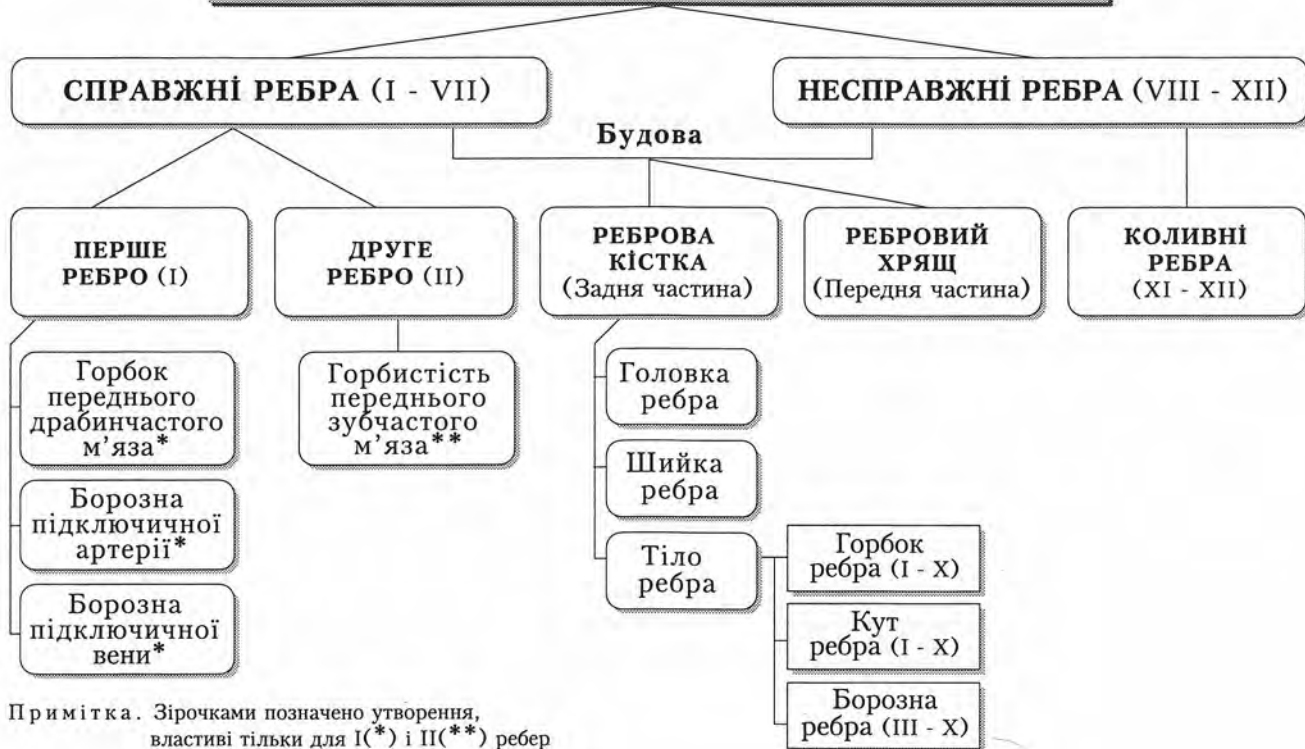 СПРАВЖНІ РЕБРА (I - VII)
НЕСПРАВЖНІ РЕБРА (VIII - XII)
Будова
ПЕРШЕ
РЕБРО (I)
ДРУГЕ
РЕБРО (II)
РЕБРОВА
КІСТКА
(Задня частина)
РЕБРОВИЙ
ХРЯЩ
(Передня частина)
КОЛИВНІ
РЕБРА
(XI - XII)
Горбок
переднього
драбинчастого
м’яза*
Борозна
підключичної
артерії*
Борозна
підключичної
вени*
Горбистість
переднього
зубчастого
м’яза**
Головка
ребра
Шийка
ребра
Тіло
ребра
Горбок
ребра (I - X)
Кут
ребра (I - X)
Борозна
ребра (III - X)
Примітка. Зірочками позначено утворення,
властиві тільки для I(*) і II(**) ребер